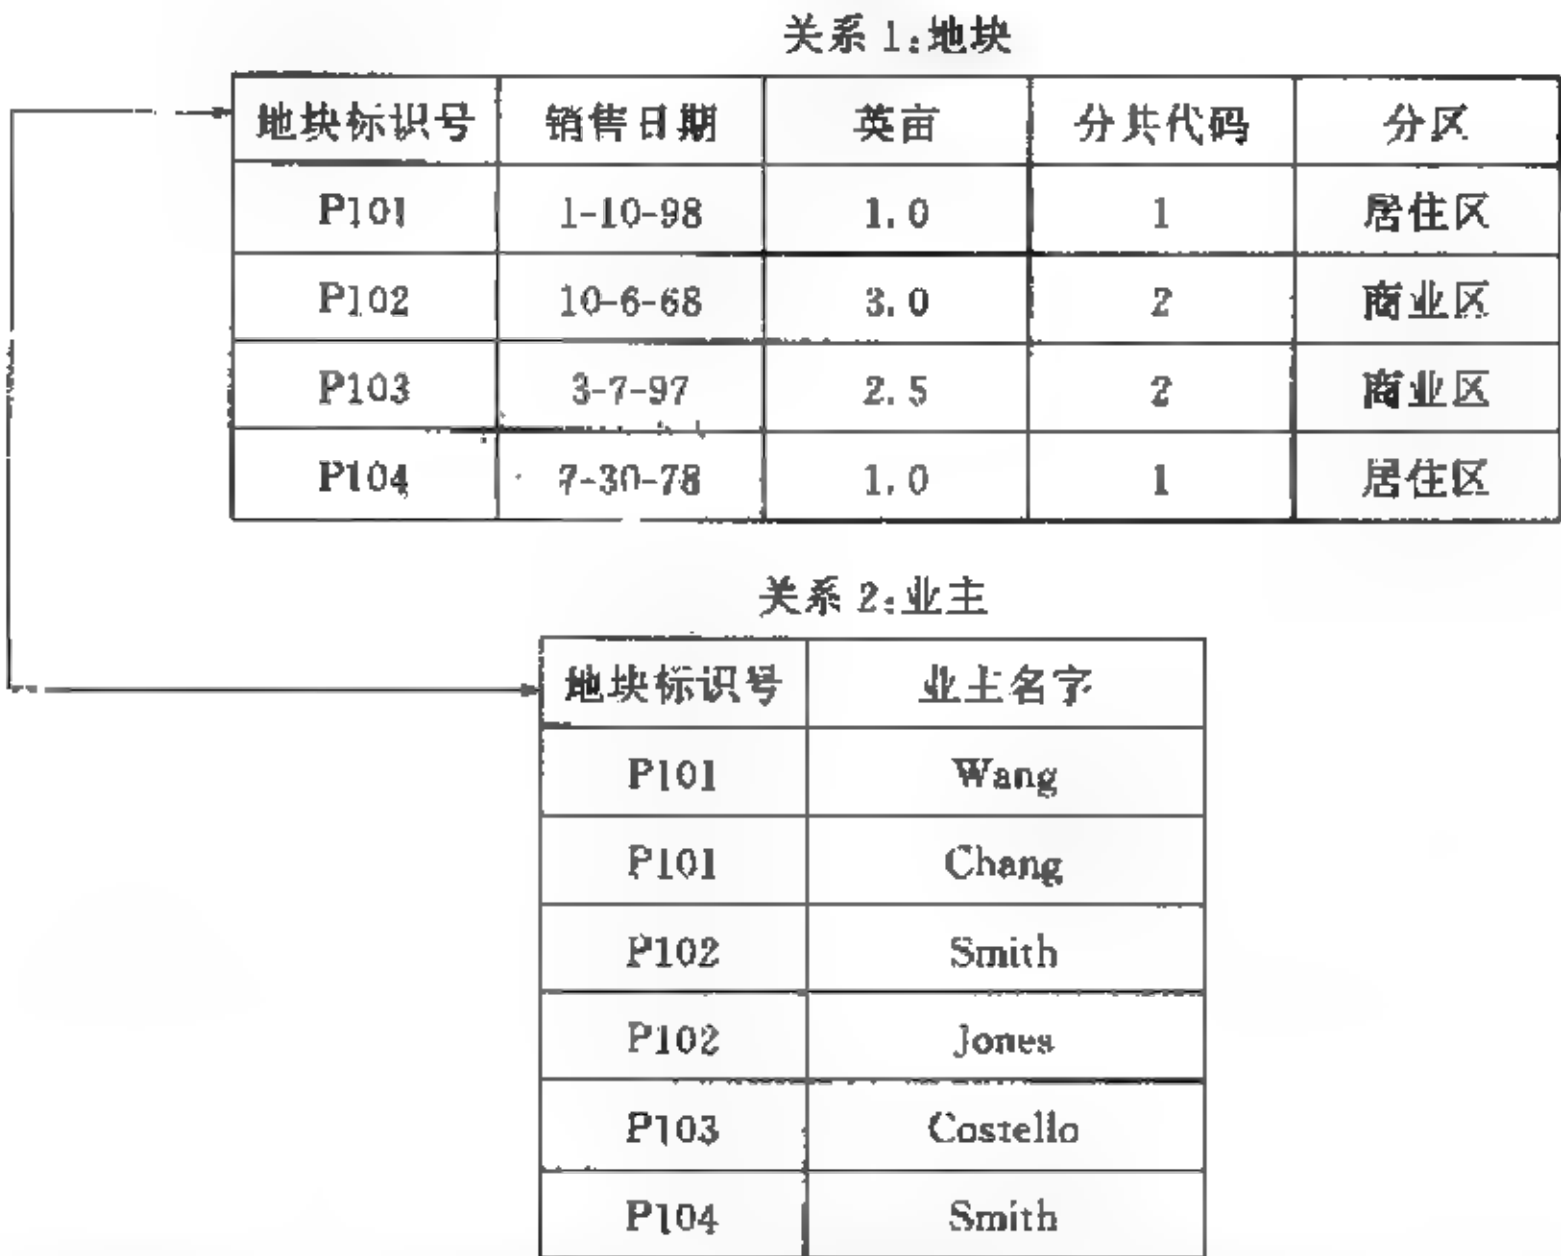 关系 1:地块
地块标识号 销售日期 英亩 分共代码 分区
P101 1-10-98 1.0 1 居住区
P102 10-6-68 3.0 2 商业区
P103 3-7-97 2.5 2 商业区
P104 7-30-78 1.0 1 居住区
关系 2:业主
地块标识号 业主名字
P101 Wang
P101 Chang
P102 Smith
P102 Jones
P103 Costello
P104 Smith